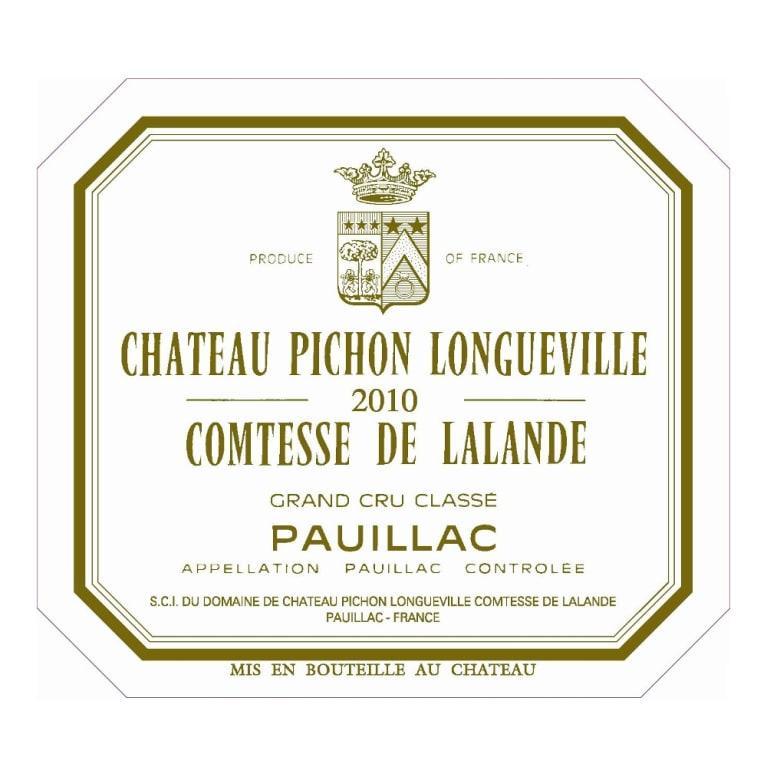 PRODUCE OF FRANCE
CHATEAU PICHON LONGUEVILLE
2010
COMTESSE DE LALANDE
GRAND CRU CLASSÉ
PAUILLAC
APPELLATION PAUILLAC CONTROLÉE
S.C.I. DU DOMAINE DE CHATEAU PICHON LONGUEVILLE COMTESSE DE LALANDE
PAUILLAC - FRANCE
MIS EN BOUTEILLE AU CHATEAU